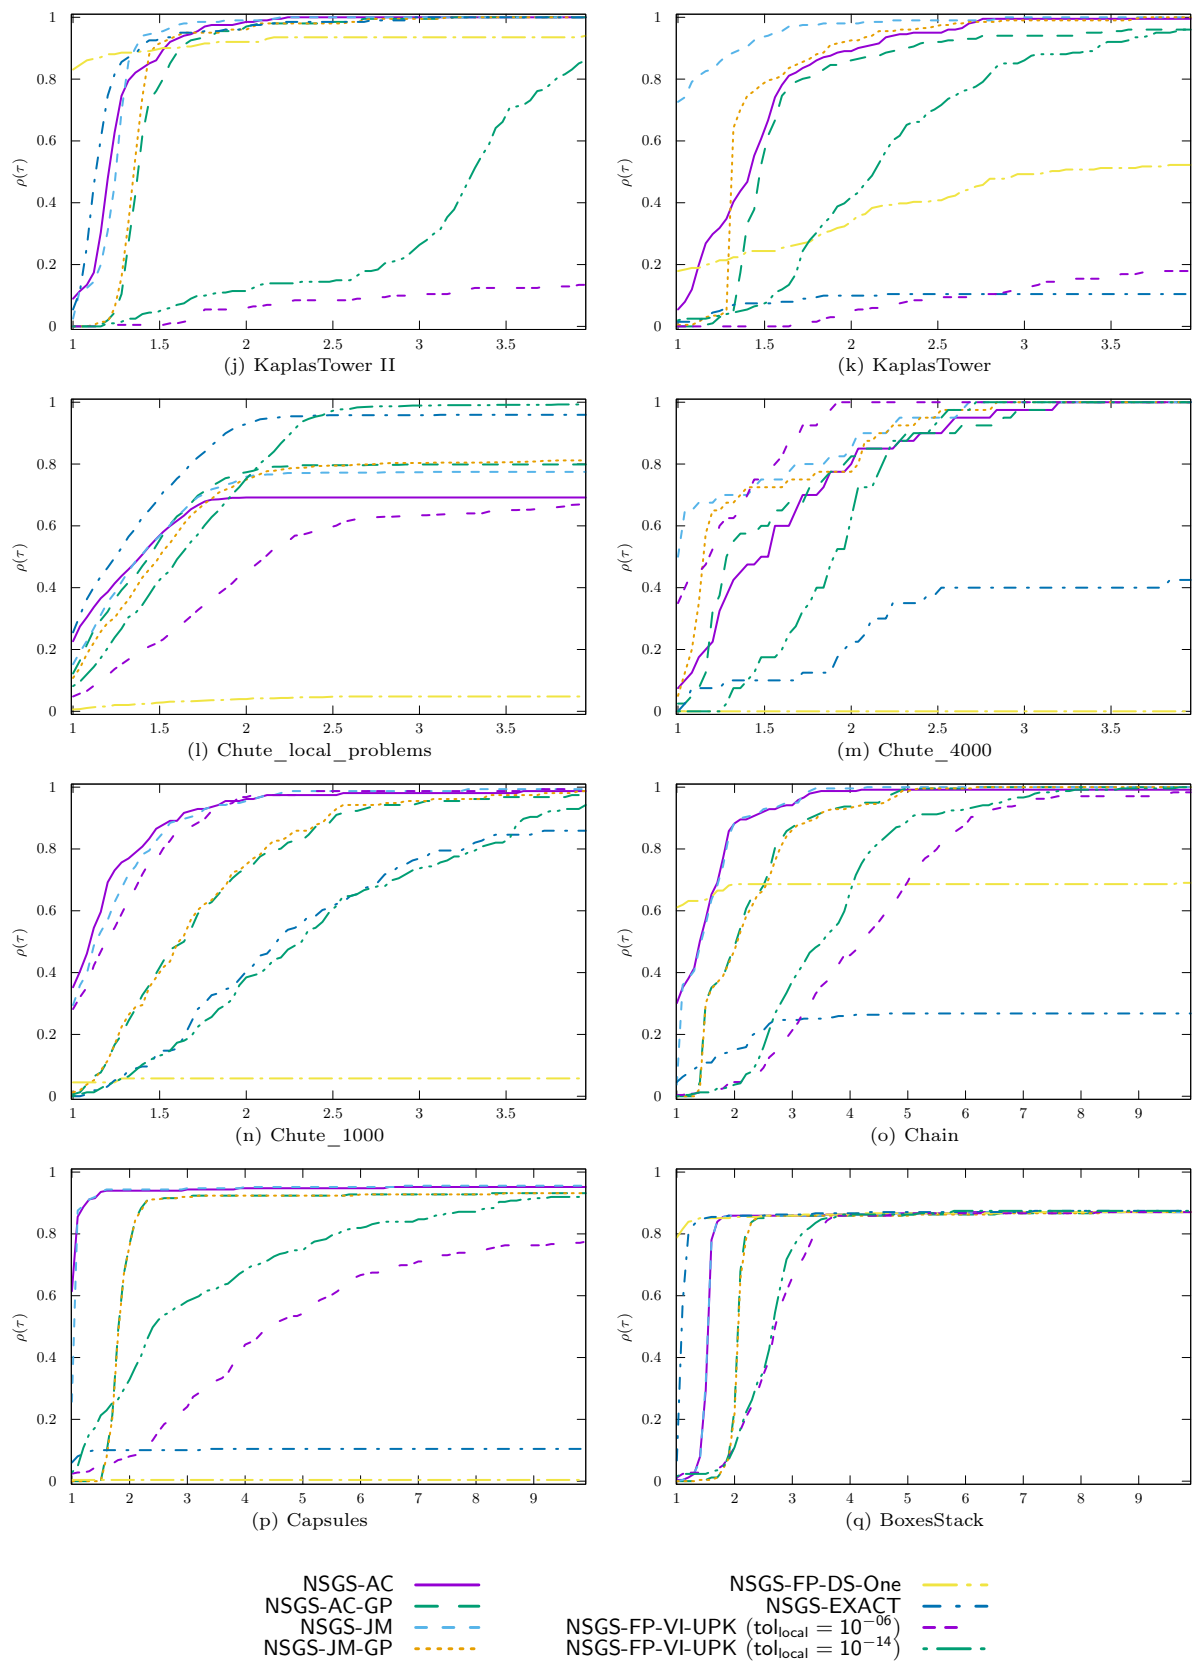 1
0.8
0.6
0.4
0.2
0
ρ(τ)
1 1.5 2 2.5 3 3.5
(j) KaplasTower II
1
0.8
0.6
0.4
0.2
0
ρ(τ)
1 1.5 2 2.5 3 3.5
(k) KaplasTower
1
0.8
0.6
0.4
0.2
0
ρ(τ)
1 1.5 2 2.5 3 3.5
(l) Chute_local_problems
1
0.8
0.6
0.4
0.2
0
ρ(τ)
1 1.5 2 2.5 3 3.5
(m) Chute_4000
1
0.8
0.6
0.4
0.2
0
ρ(τ)
1 1.5 2 2.5 3 3.5
(n) Chute_1000
1
0.8
0.6
0.4
0.2
0
ρ(τ)
1 2 3 4 5 6 7 8 9
(o) Chain
1
0.8
0.6
0.4
0.2
0
ρ(τ)
1 2 3 4 5 6 7 8 9
(p) Capsules
1
0.8
0.6
0.4
0.2
0
ρ(τ)
1 2 3 4 5 6 7 8 9
(q) BoxesStack
NSGS-AC
NSGS-AC-GP
NSGS-JM
NSGS-JM-GP
NSGS-FP-DS-One
NSGS-EXACT
NSGS-FP-VI-UPK (tol_local = 10^−06)
NSGS-FP-VI-UPK (tol_local = 10^−14)